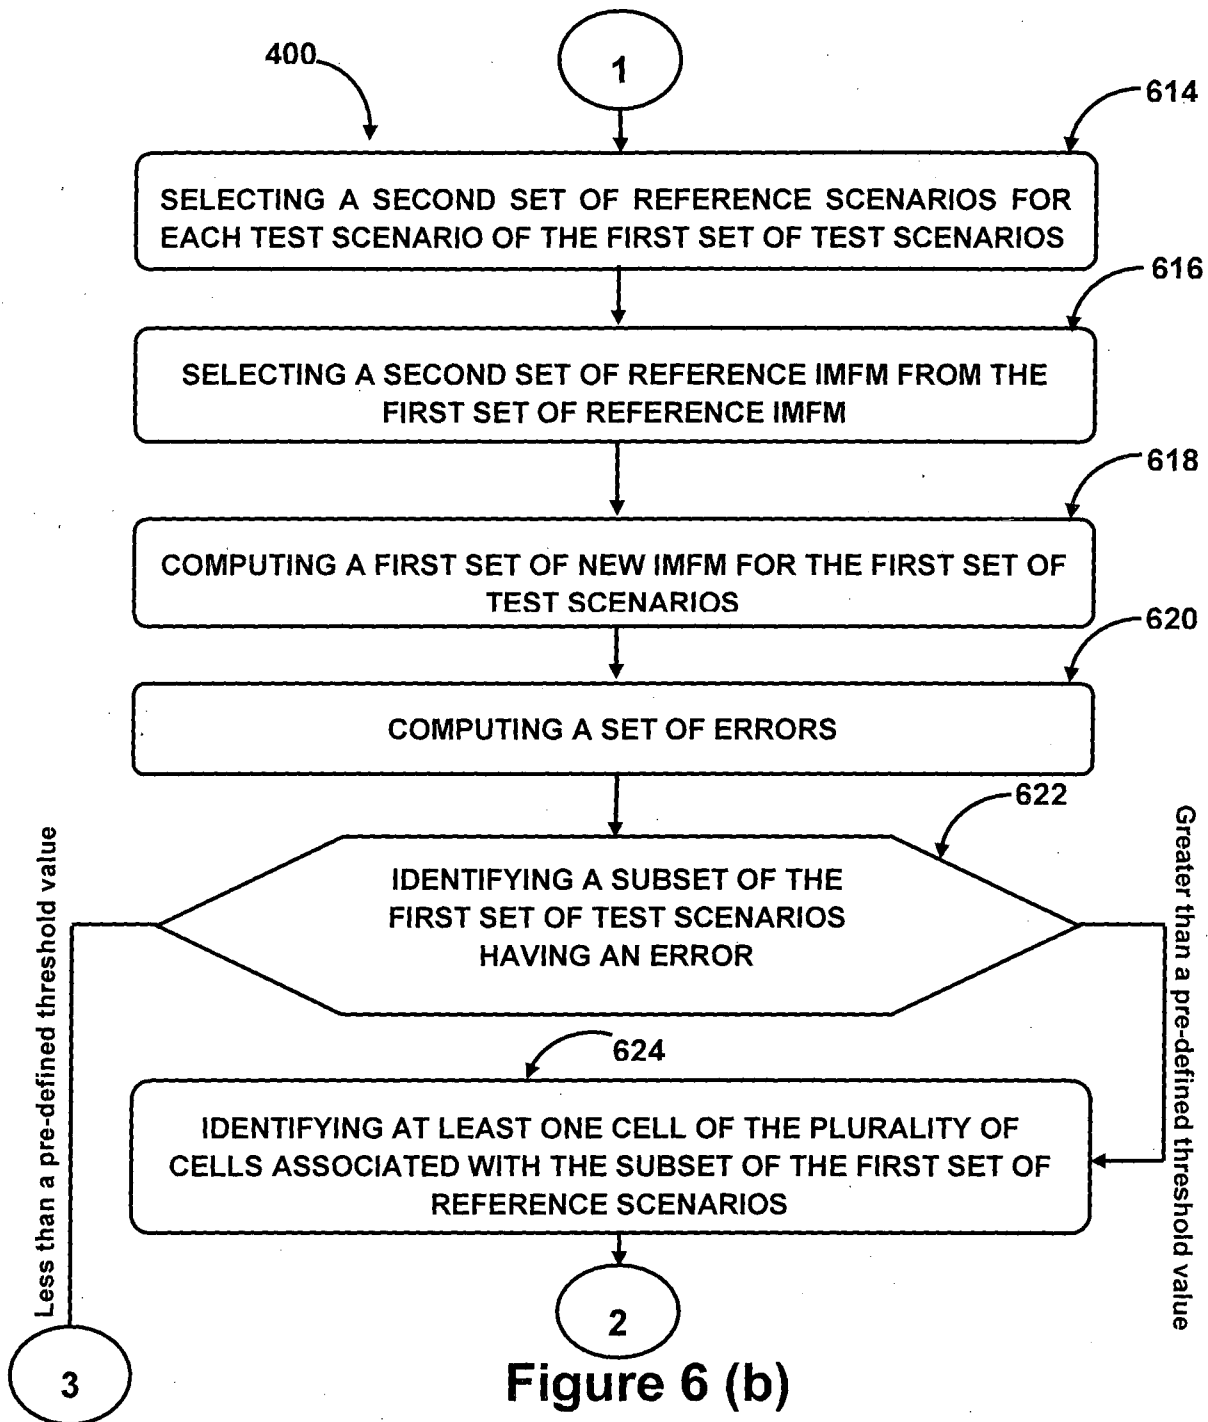 400
1
614
SELECTING A SECOND SET OF REFERENCE SCENARIOS FOR
EACH TEST SCENARIO OF THE FIRST SET OF TEST SCENARIOS
616
SELECTING A SECOND SET OF REFERENCE IMFM FROM THE
FIRST SET OF REFERENCE IMFM
618
COMPUTING A FIRST SET OF NEW IMFM FOR THE FIRST SET OF
TEST SCENARIOS
620
COMPUTING A SET OF ERRORS
622
IDENTIFYING A SUBSET OF THE
FIRST SET OF TEST SCENARIOS
HAVING AN ERROR
Less than a pre-defined threshold value
Greater than a pre-defined threshold value
624
IDENTIFYING AT LEAST ONE CELL OF THE PLURALITY OF
CELLS ASSOCIATED WITH THE SUBSET OF THE FIRST SET OF
REFERENCE SCENARIOS
2
3
Figure 6 (b)